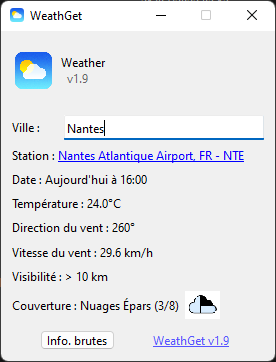 WeathGet
Weather
v1.9
Ville : Nantes
Station : Nantes Atlantique Airport, FR - NTE
Date : Aujourd'hui à 16:00
Température : 24.0°C
Direction du vent : 260°
Vitesse du vent : 29.6 km/h
Visibilité : > 10 km
Couverture : Nuages Épars (3/8)
Info. brutes WeathGet v1.9